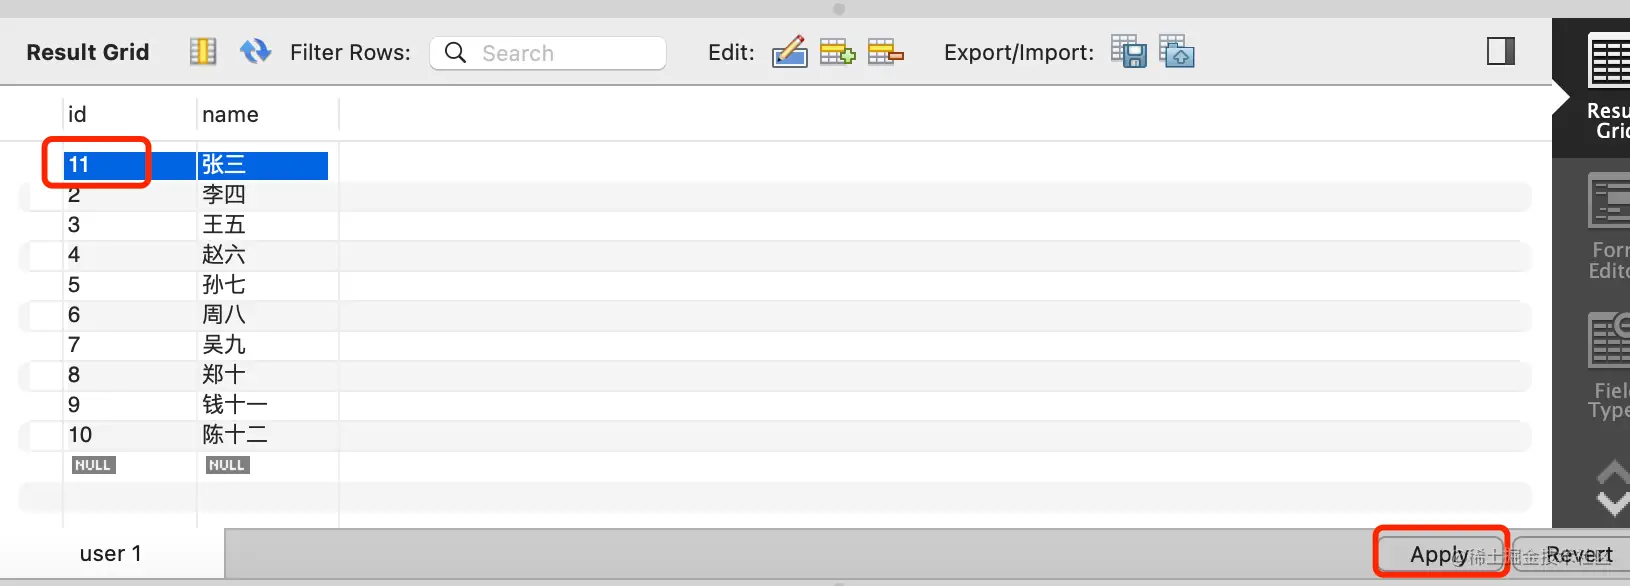 Result Grid Filter Rows: Search Edit: Export/Import:
id name
11 张三
2 李四
3 王五
4 赵六
5 孙七
6 周八
7 吴九
8 郑十
9 钱十一
10 陈十二
NULL NULL
user 1
Apply Revert
@稀土掘金技术社区
Resu
Grid
Form
Edito
Field
Type